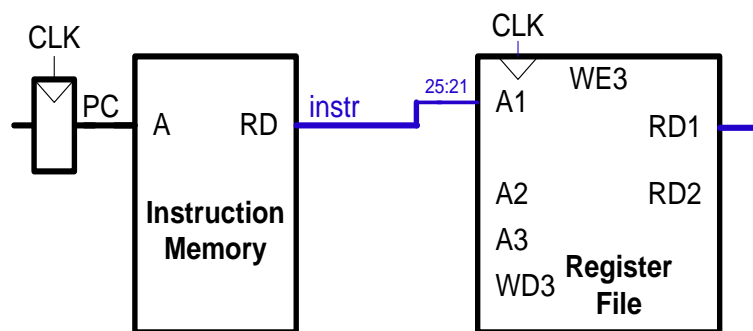 CLK
PC
A
RD
Instruction
Memory
instr
25:21
CLK
A1
WE3
RD1
A2
RD2
A3
WD3
Register
File